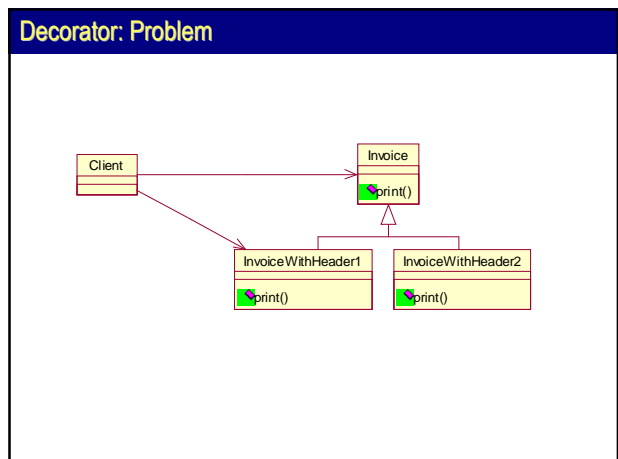 Decorator: Problem
Client
Invoice
print()
InvoiceWithHeader1
print()
InvoiceWithHeader2
print()